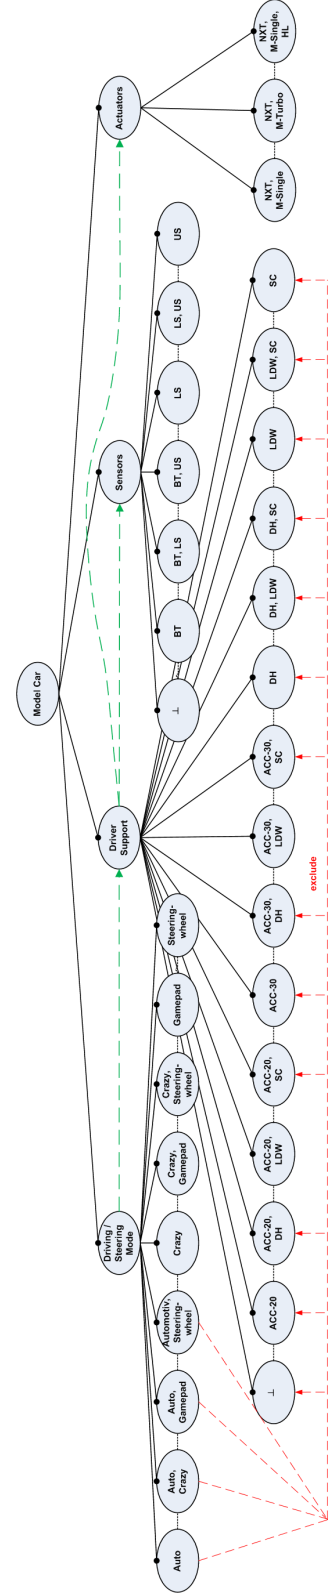 Model Car
Driving /
Steering
Mode
Driver
Support
Sensors
Actuators
Auto
Auto,
Crazy
Auto,
Gamepad
Automotiv,
Steering-
wheel
Crazy
Crazy,
Gamepad
Crazy,
Steering-
wheel
Gamepad
Steering-
wheel
⊥
BT
BT, LS
BT, US
LS
LS, US
US
⊥
ACC-20
ACC-20,
DH
ACC-20,
LDW
ACC-20,
SC
ACC-30
ACC-30,
DH
ACC-30,
LDW
ACC-30,
SC
DH
DH, LDW
DH, SC
LDW
LDW, SC
SC
NXT,
M-Single
NXT,
M-Turbo
NXT,
M-Single,
HL
exclude